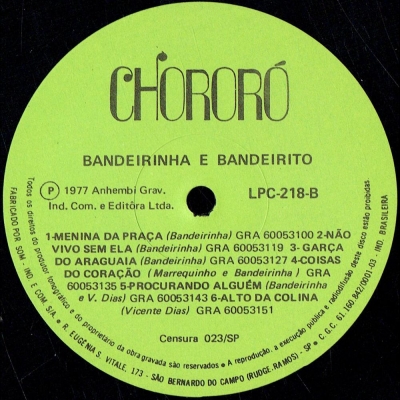 CHORORÓ
BANDEIRINHA E BANDEIRITO
Ⓟ 1977 Anhembi Grav.
Ind. Com. e Editôra Ltda.
LPC-218-B
1-MENINA DA PRAÇA (Bandeirinha) GRA 60053100 2-NÃO
VIVO SEM ELA (Bandeirinha) GRA 60053119 3-GARÇA
DO ARAGUAIA (Bandeirinha) GRA 60053127 4-COISAS
DO CORAÇÃO (Marrequinho e Bandeirinha) GRA
60053135 5-PROCURANDO ALGUÉM (Bandeirinha
e V. Dias) GRA 60053143 6-ALTO DA COLINA
(Vicente Dias) GRA 60053151
Censura 023/SP
Todos os direitos do produtor fonográfico e do proprietário da obra gravada são reservados • A reprodução, a execução pública e radiodifusão deste disco estão proibidas.
FABRICADO POR SOM - IND. E COM. S/A. • R. EUGÊNIA S. VITALE, 173 - SÃO BERNARDO DO CAMPO (RUDGE RAMOS) - SP • C.G.C. 61.160.842/0001-03 - IND. BRASILEIRA